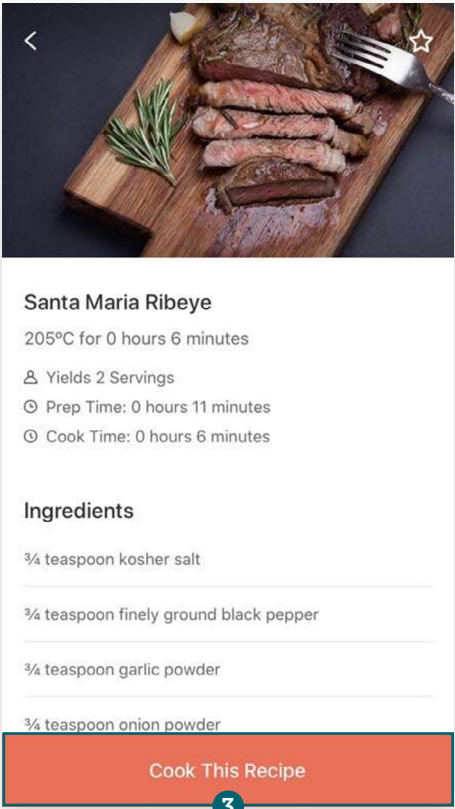 Santa Maria Ribeye
205ºC for 0 hours 6 minutes
Yields 2 Servings
Prep Time: 0 hours 11 minutes
Cook Time: 0 hours 6 minutes
Ingredients
¾ teaspoon kosher salt
¾ teaspoon finely ground black pepper
¾ teaspoon garlic powder
¾ teaspoon onion powder
Cook This Recipe
3